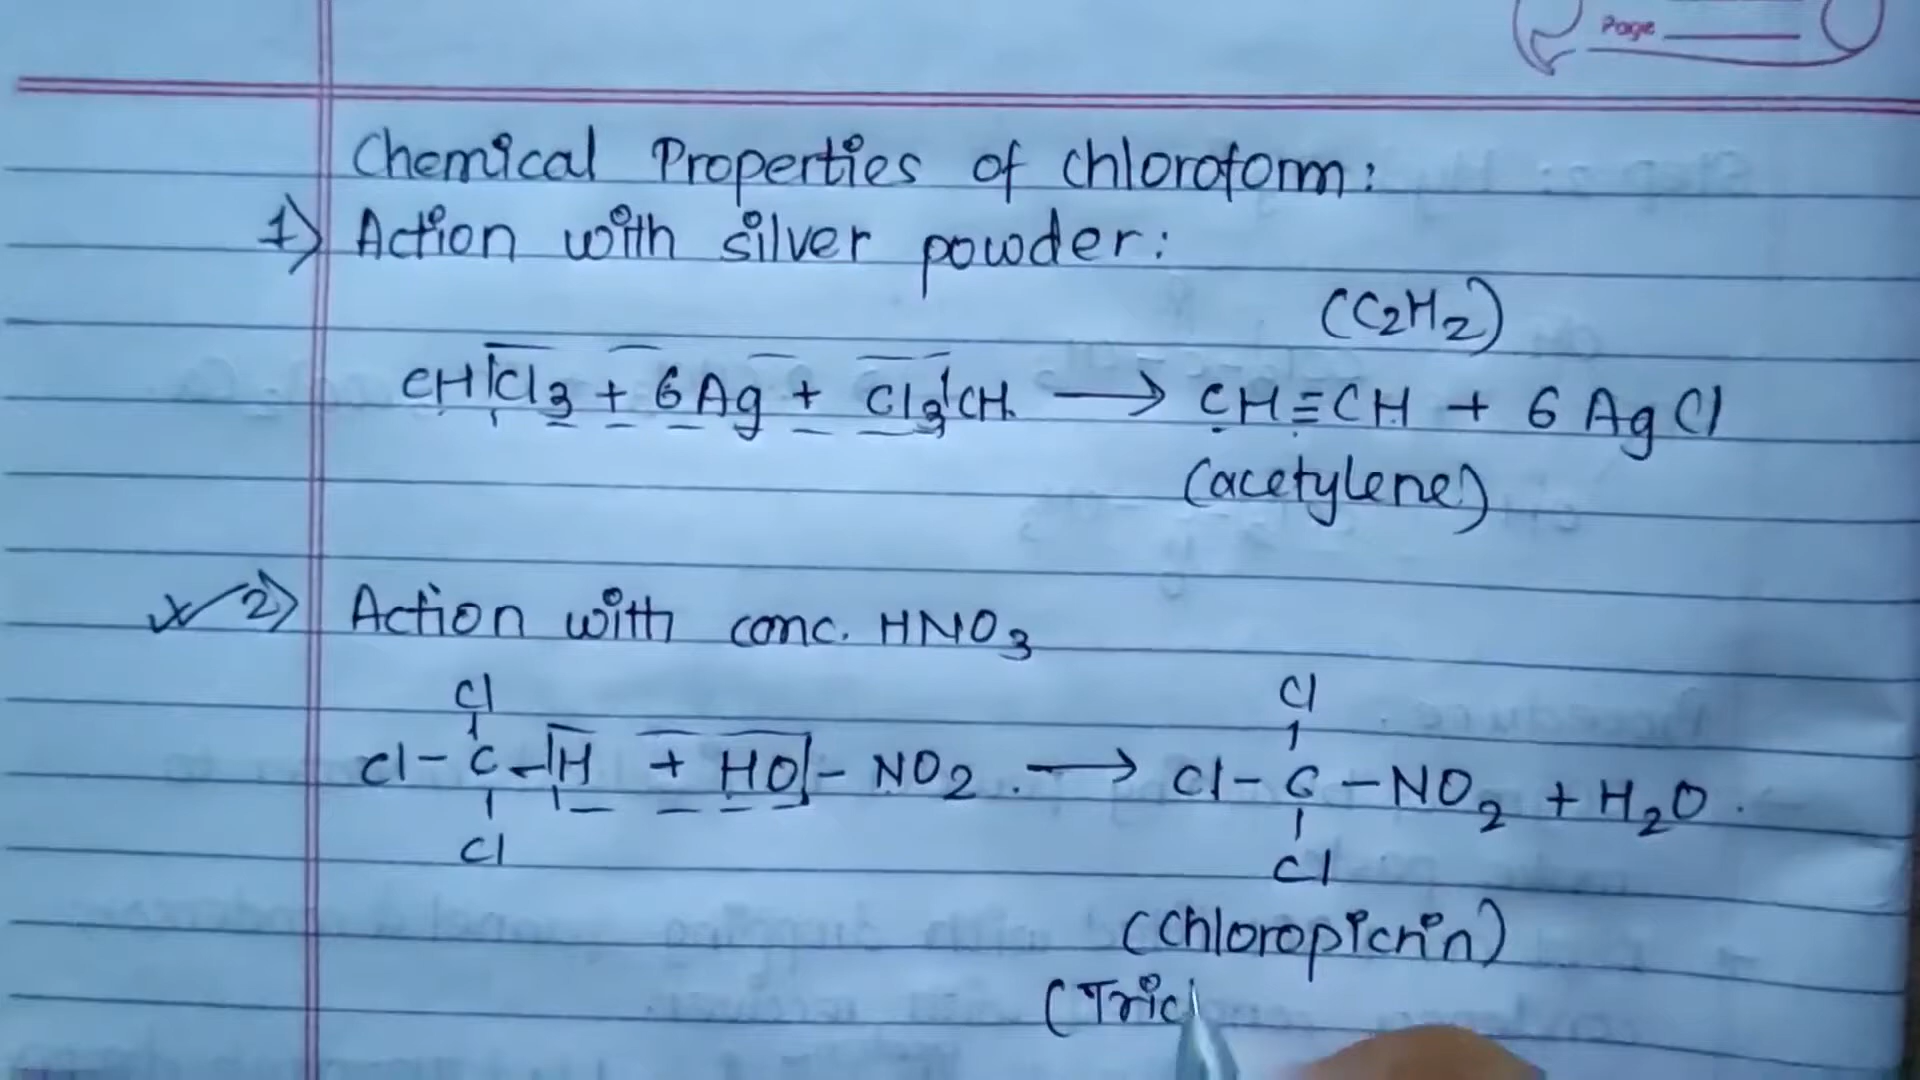 Page
Chemical Properties of chloroform:
1) Action with silver powder:
(C2H2)
CHCl3 + 6Ag + Cl3CH → CH≡CH + 6 AgCl
(acetylene)
2) Action with conc. HNO3
Cl Cl
Cl-C-H + HO-NO2 → Cl-C-NO2 + H2O.
Cl Cl
(Chloropicrin)
(Tric